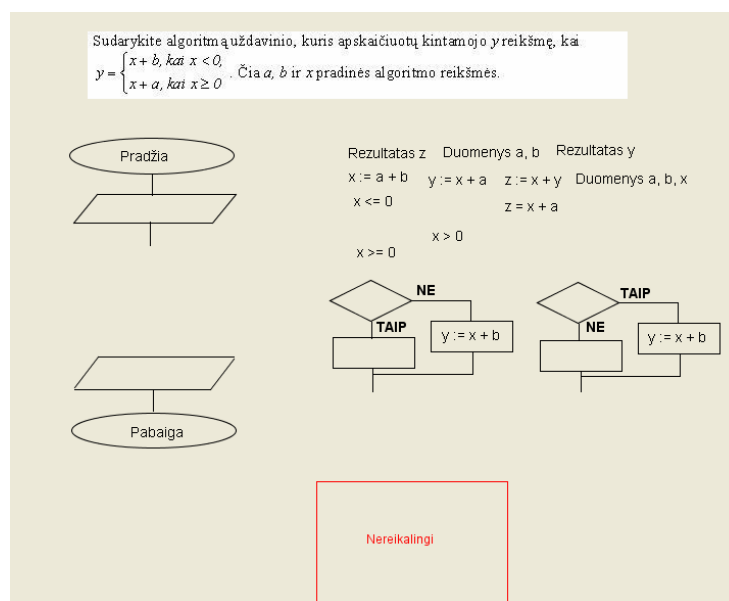 Sudarykite algoritmą uždavinio, kuris apskaičiuotų kintamojo y reikšmę, kai
y = { x + b, kai x < 0, x + a, kai x ≥ 0 . Čia a, b ir x pradinės algoritmo reikšmės.
Pradžia
Rezultatas z Duomenys a, b Rezultatas y
x := a + b y := x + a z := x + y Duomenys a, b, x
x <= 0 z = x + a
x > 0
x >= 0
NE TAIP
TAIP NE
y := x + b y := x + b
Pabaiga
Nereikalingi